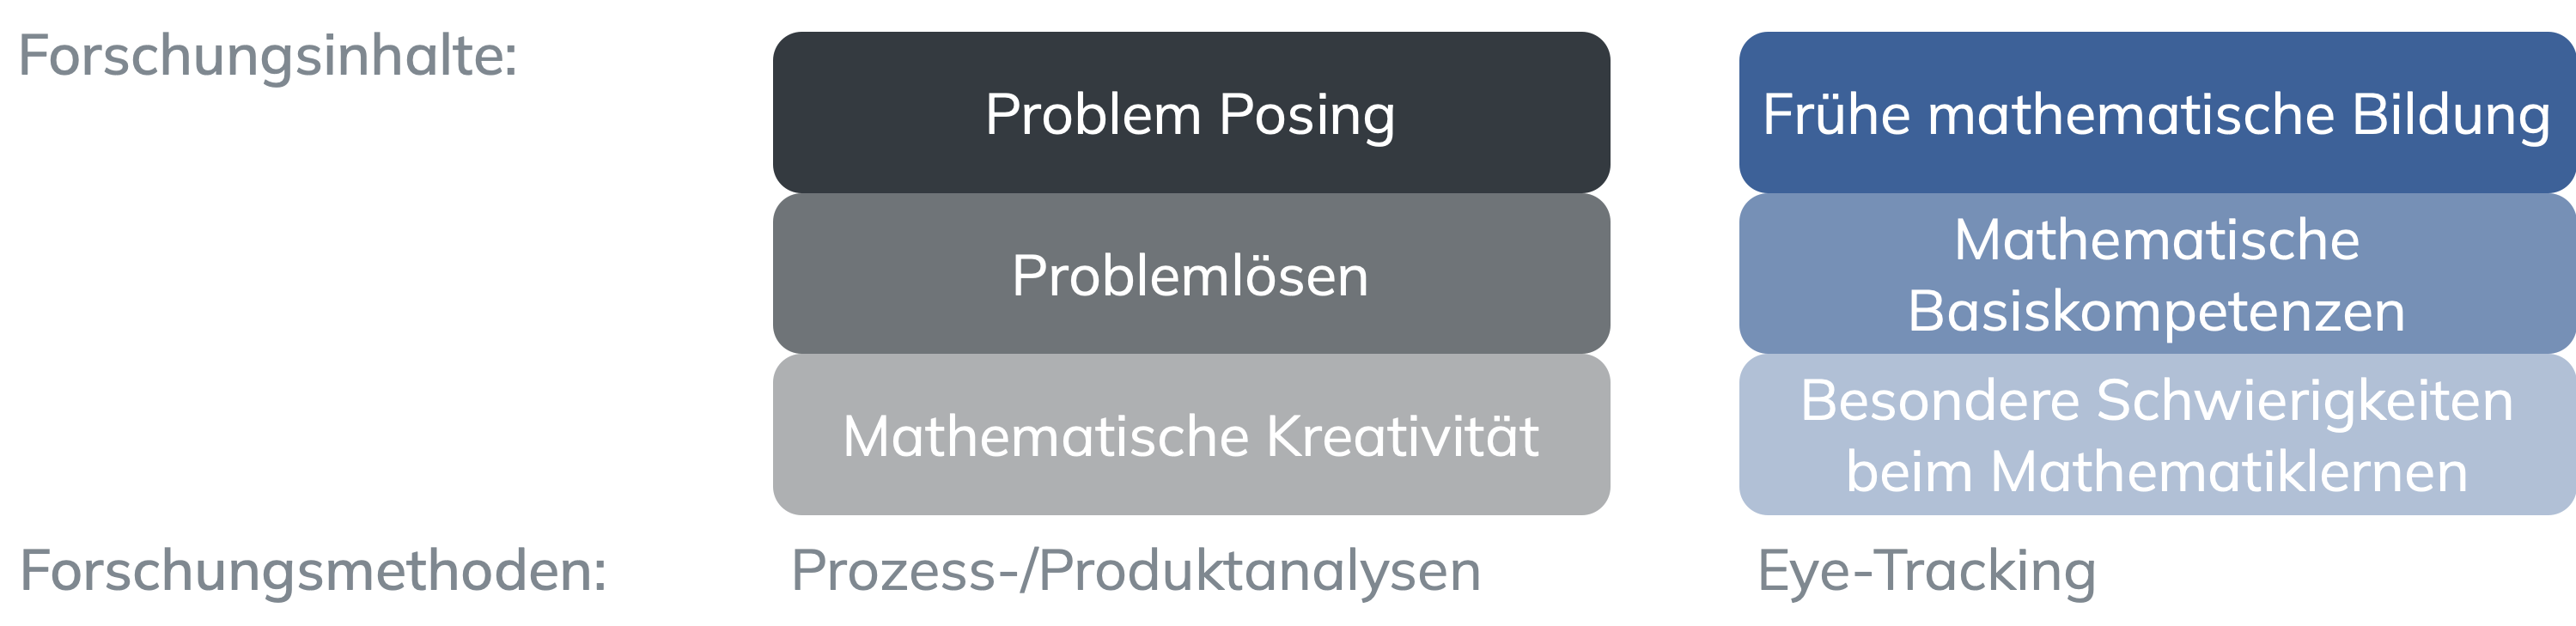 Forschungsinhalte:
Problem Posing
Problemlösen
Mathematische Kreativität
Frühe mathematische Bildung
Mathematische
Basiskompetenzen
Besondere Schwierigkeiten
beim Mathematiklernen
Forschungsmethoden:
Prozess-/Produktanalysen
Eye-Tracking